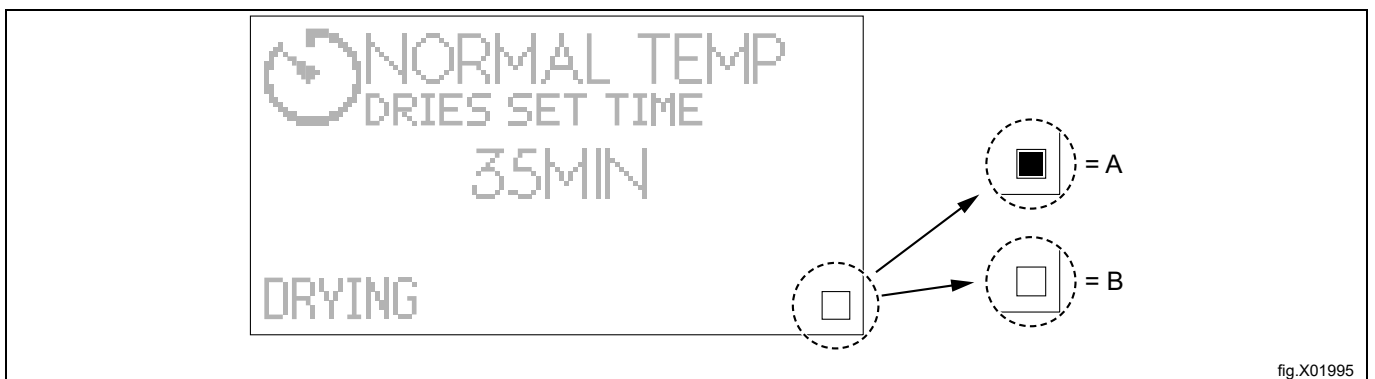 NORMAL TEMP
DRIES SET TIME
35MIN
DRYING
= A
= B
fig.X01995